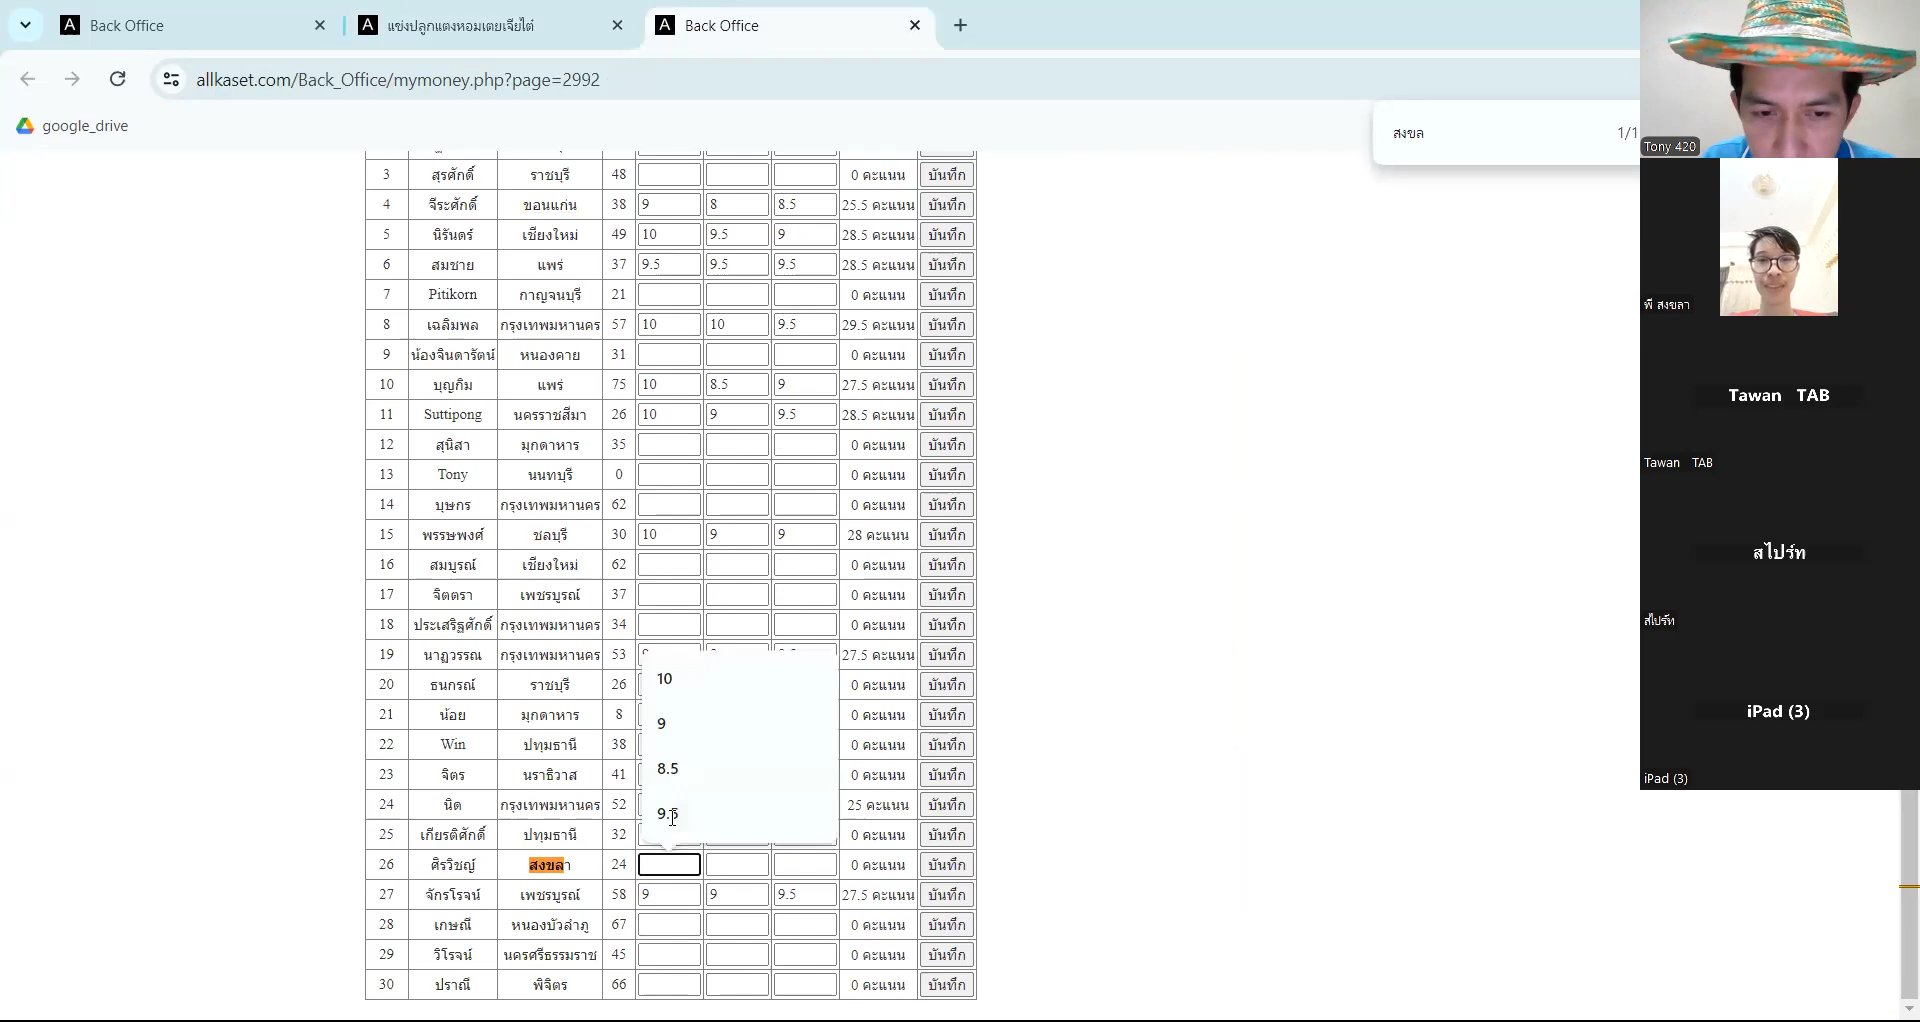 Back Office
แข่งปลูกแตงหอมเตยเจียไต๋
Back Office
allkaset.com/Back_Office/mymoney.php?page=2992
google_drive
สงขล 1/1
3 สุรศักดิ์ ราชบุรี 48 0 คะแนน บันทึก
4 จีระศักดิ์ ขอนแก่น 38 9 8 8.5 25.5 คะแนน บันทึก
5 นิรันดร์ เชียงใหม่ 49 10 9.5 9 28.5 คะแนน บันทึก
6 สมชาย แพร่ 37 9.5 9.5 9.5 28.5 คะแนน บันทึก
7 Pitikorn กาญจนบุรี 21 0 คะแนน บันทึก
8 เฉลิมพล กรุงเทพมหานคร 57 10 10 9.5 29.5 คะแนน บันทึก
9 น้องจินดารัตน์ หนองคาย 31 0 คะแนน บันทึก
10 บุญกิม แพร่ 75 10 8.5 9 27.5 คะแนน บันทึก
11 Suttipong นครราชสีมา 26 10 9 9.5 28.5 คะแนน บันทึก
12 สุนิสา มุกดาหาร 35 0 คะแนน บันทึก
13 Tony นนทบุรี 0 0 คะแนน บันทึก
14 บุษกร กรุงเทพมหานคร 62 0 คะแนน บันทึก
15 พรรษพงศ์ ชลบุรี 30 10 9 9 28 คะแนน บันทึก
16 สมบูรณ์ เชียงใหม่ 62 0 คะแนน บันทึก
17 จิตตรา เพชรบูรณ์ 37 0 คะแนน บันทึก
18 ประเสริฐศักดิ์ กรุงเทพมหานคร 34 0 คะแนน บันทึก
19 นาฏวรรณ กรุงเทพมหานคร 53 27.5 คะแนน บันทึก
20 ธนกรณ์ ราชบุรี 26 0 คะแนน บันทึก
21 น้อย มุกดาหาร 8 0 คะแนน บันทึก
22 Win ปทุมธานี 38 0 คะแนน บันทึก
23 จิตร นราธิวาส 41 0 คะแนน บันทึก
24 นิด กรุงเทพมหานคร 52 25 คะแนน บันทึก
25 เกียรติศักดิ์ ปทุมธานี 32 0 คะแนน บันทึก
26 ศิรวิชญ์ สงขลา 24 0 คะแนน บันทึก
27 จักรโรจน์ เพชรบูรณ์ 58 9 9 9.5 27.5 คะแนน บันทึก
28 เกษณี หนองบัวลำภู 67 0 คะแนน บันทึก
29 วิโรจน์ นครศรีธรรมราช 45 0 คะแนน บันทึก
30 ปราณี พิจิตร 66 0 คะแนน บันทึก
10
9
8.5
9.5
Tony 420
พี สงขลา
Tawan TAB
Tawan TAB
สไปร์ท
สไปร์ท
iPad (3)
iPad (3)